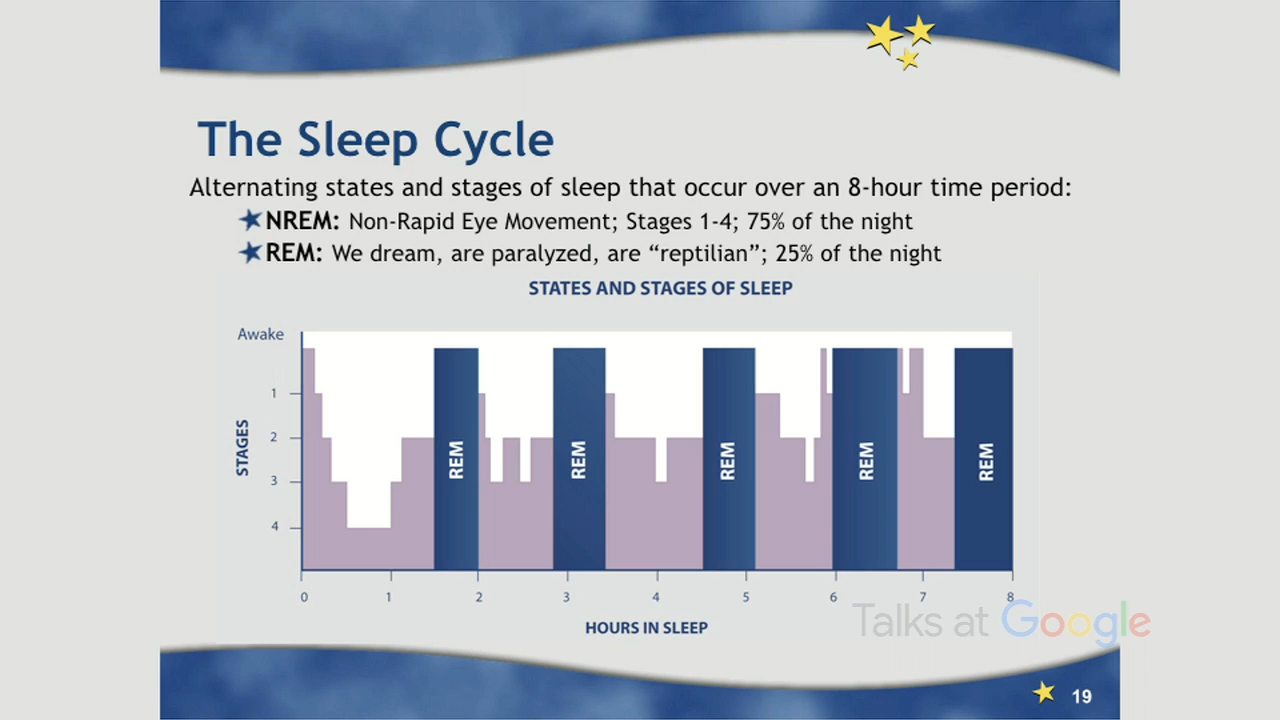 The Sleep Cycle
Alternating states and stages of sleep that occur over an 8-hour time period:
NREM: Non-Rapid Eye Movement; Stages 1-4; 75% of the night
REM: We dream, are paralyzed, are “reptilian”; 25% of the night
STATES AND STAGES OF SLEEP
Awake
1
2
3
4
STAGES
REM
REM
REM
REM
REM
0 1 2 3 4 5 6 7 8
HOURS IN SLEEP
Talks at Google
19